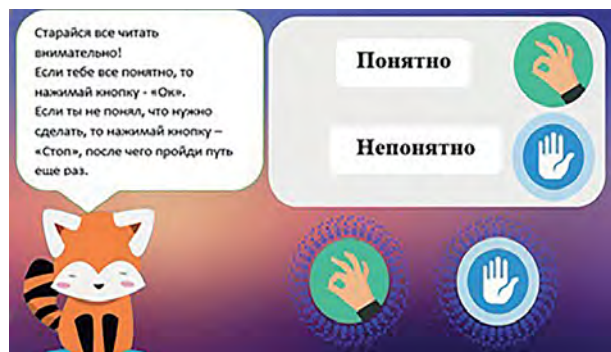 Старайся все читать
внимательно!
Если тебе все понятно, то
нажимай кнопку - «Ок».
Если ты не понял, что нужно
сделать, то нажимай кнопку –
«Стоп», после чего пройди путь
еще раз.
Понятно
Непонятно